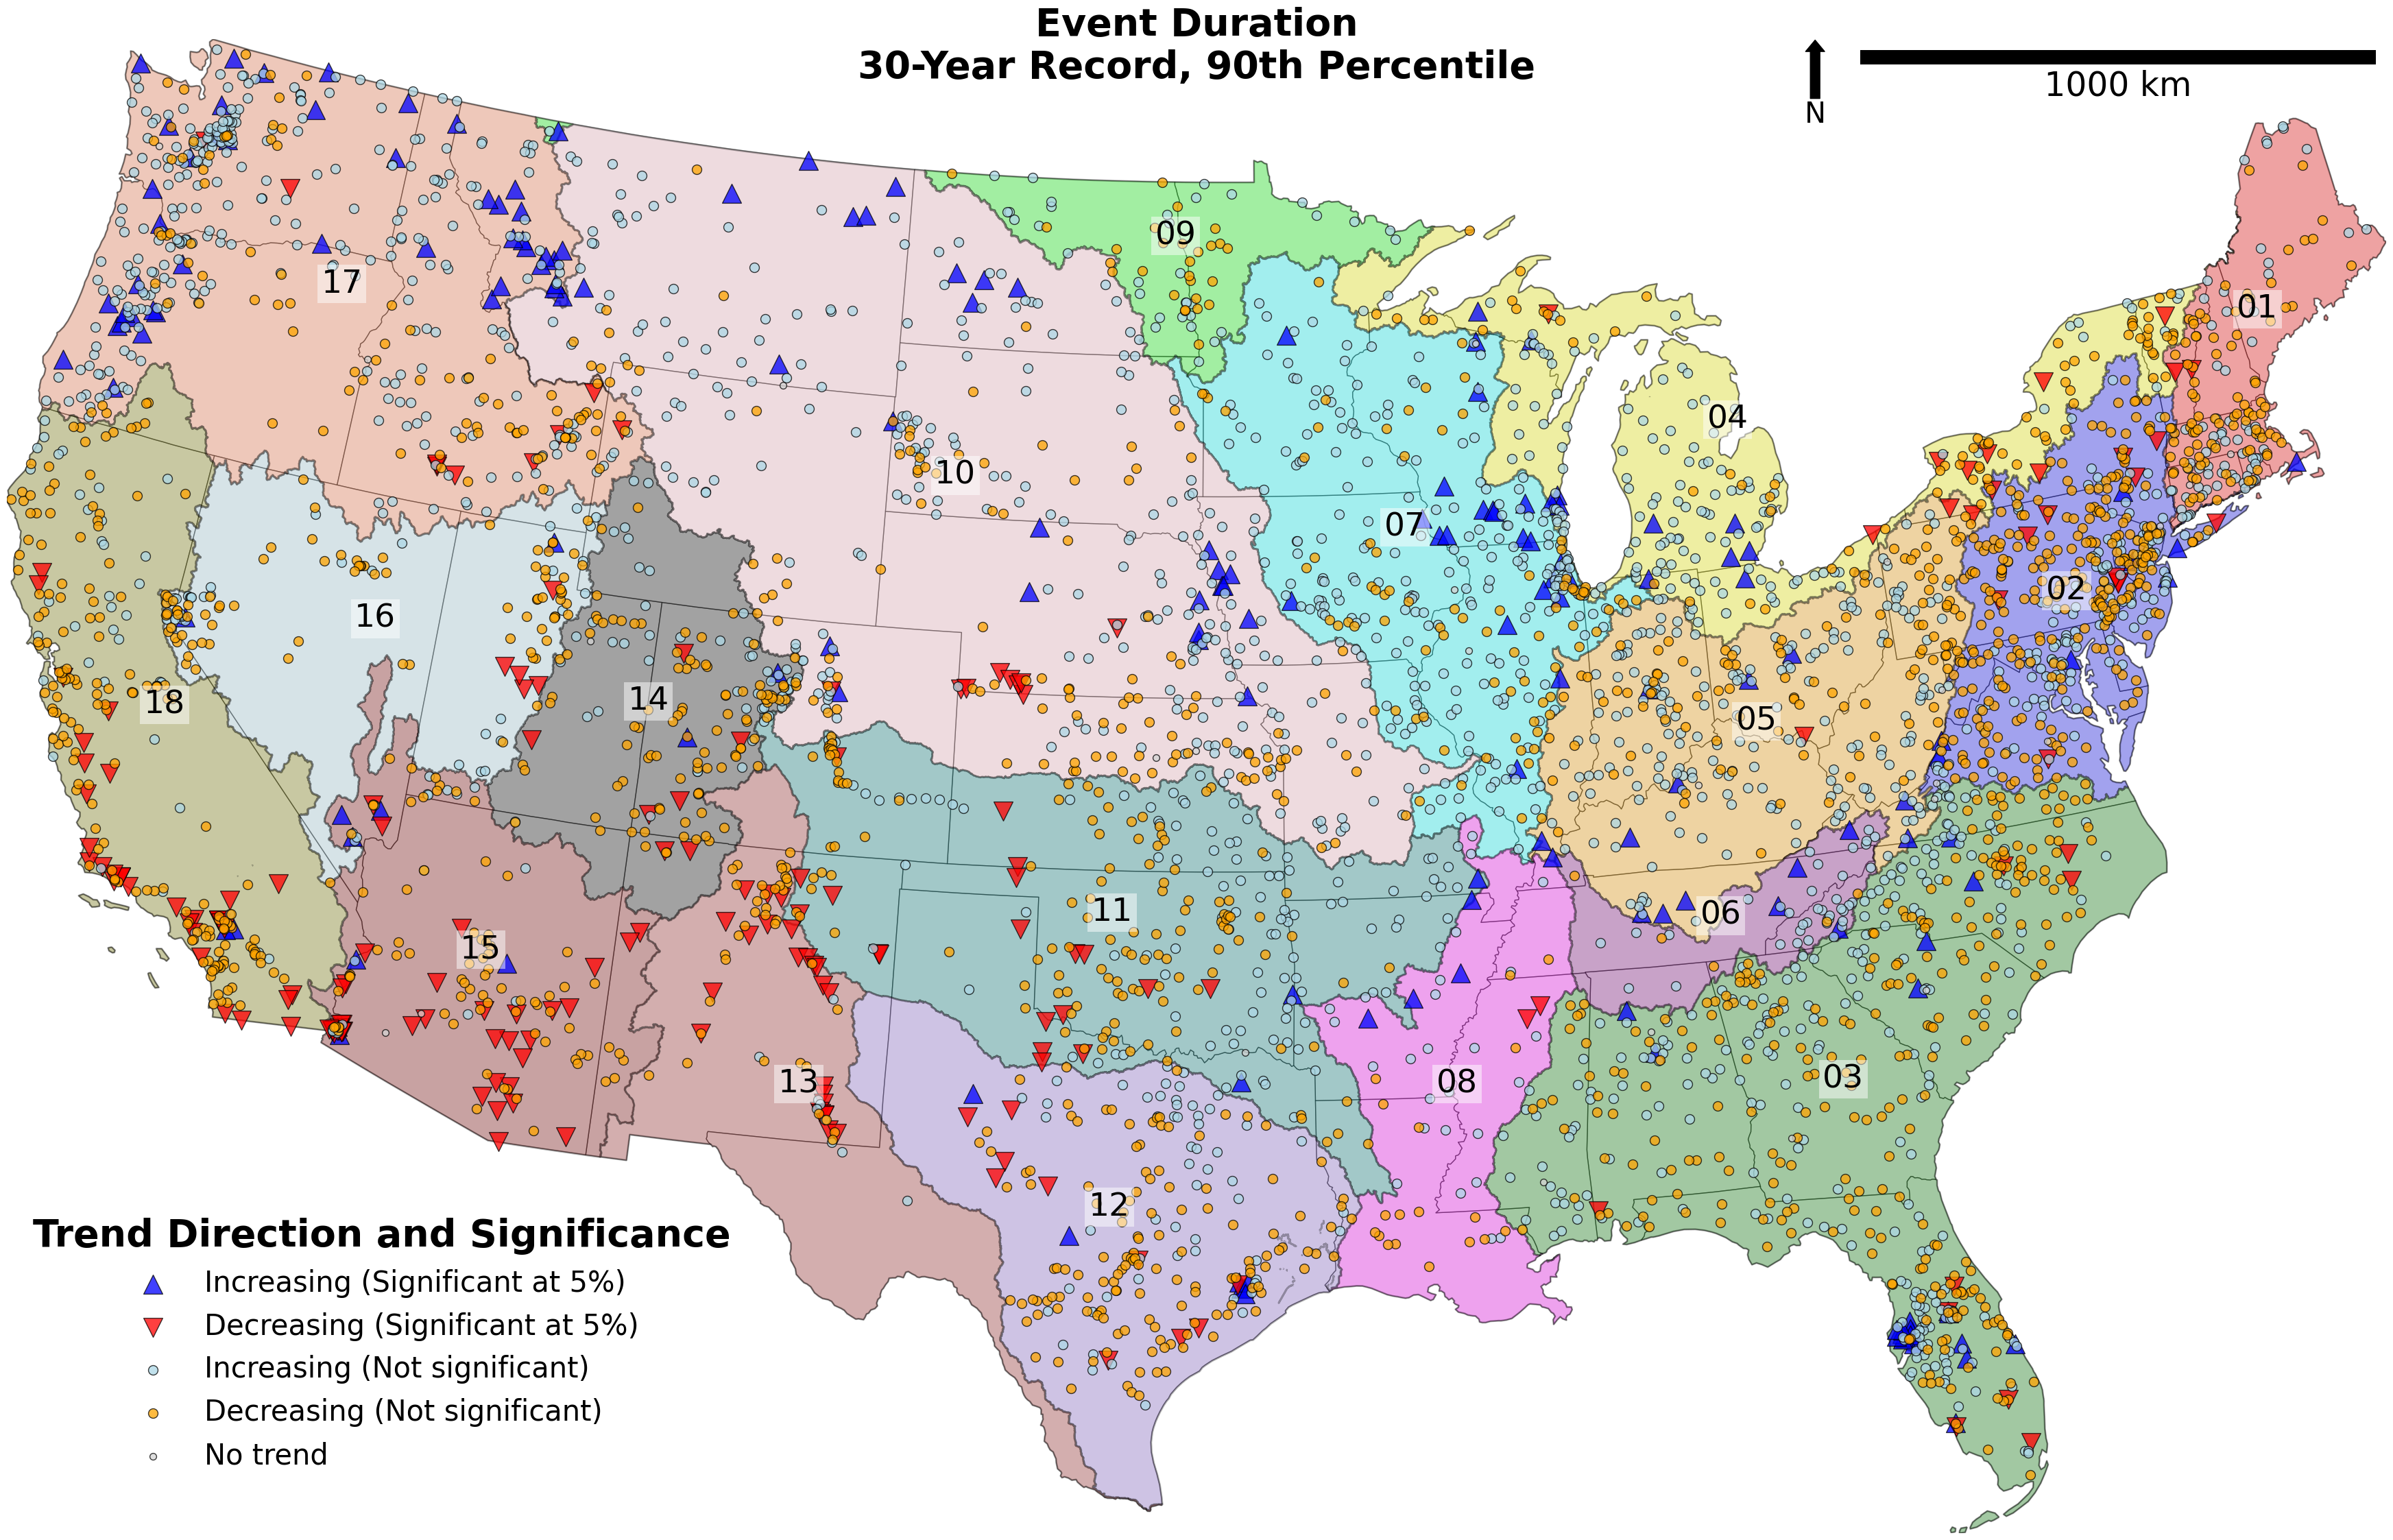 Event Duration
30-Year Record, 90th Percentile
1000 km
N
09
17
01
04
10
07
02
16
14
18
05
11
06
15
13
08
03
12
Trend Direction and Significance
Increasing (Significant at 5%)
Decreasing (Significant at 5%)
Increasing (Not significant)
Decreasing (Not significant)
No trend